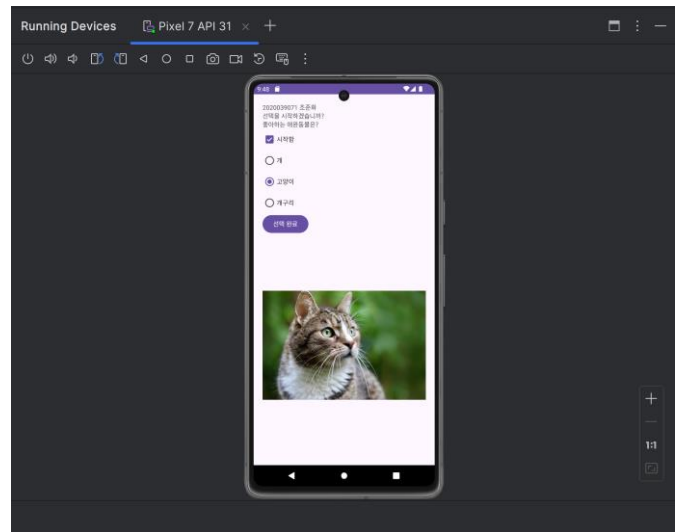 Running Devices
Pixel 7 API 31
9:40
2020039071 조준화
선택을 시작하겠습니까?
좋아하는 애완동물은?
시작함
개
고양이
개구리
선택 완료
1:1